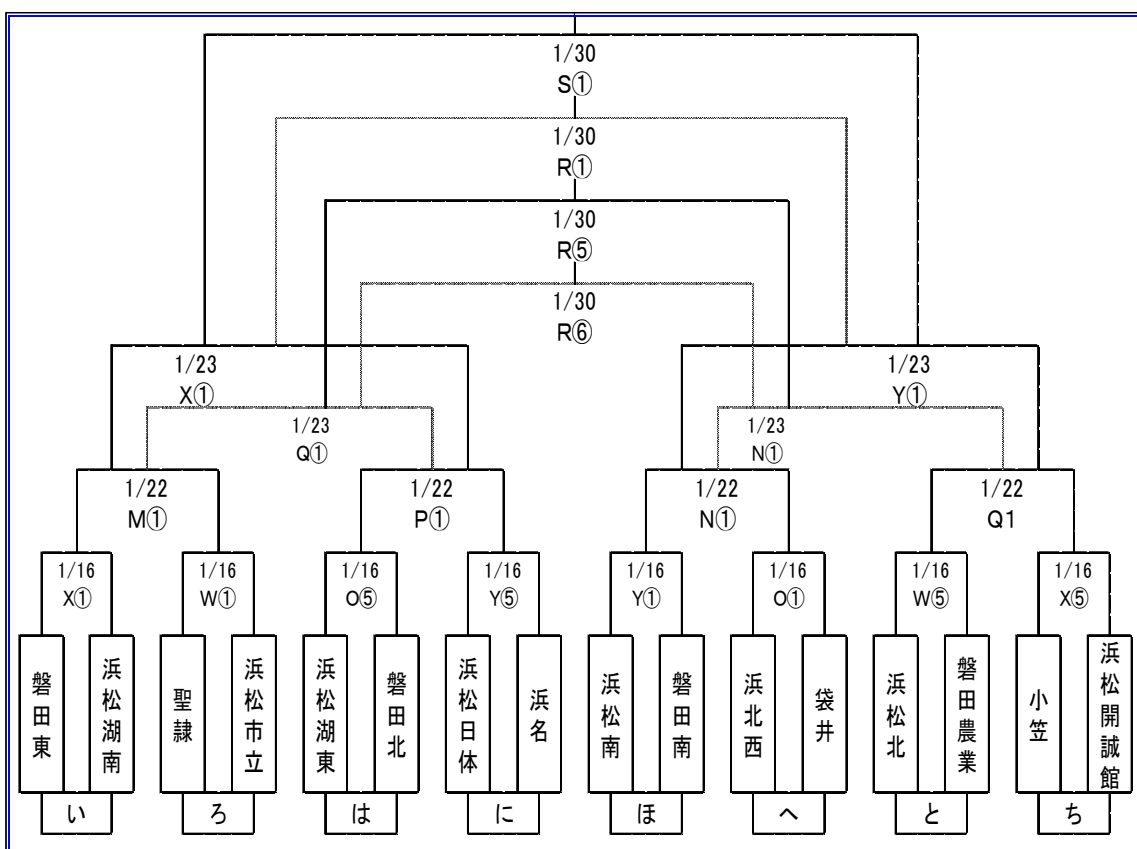 1/30
S①
1/30
R①
1/30
R⑤
1/30
R⑥
1/23
X①
1/23
Y①
1/23
Q①
1/23
N①
1/22
M①
1/22
P①
1/22
N①
1/22
Q1
1/16
X①
1/16
W①
1/16
O⑤
1/16
Y⑤
1/16
Y①
1/16
O①
1/16
W⑤
1/16
X⑤
磐田東
浜松湖南
聖隷
浜松市立
浜松湖東
磐田北
浜松日体
浜名
浜松南
磐田南
浜北西
袋井
浜松北
磐田農業
小笠
浜松開誠館
い
ろ
は
に
ほ
へ
と
ち